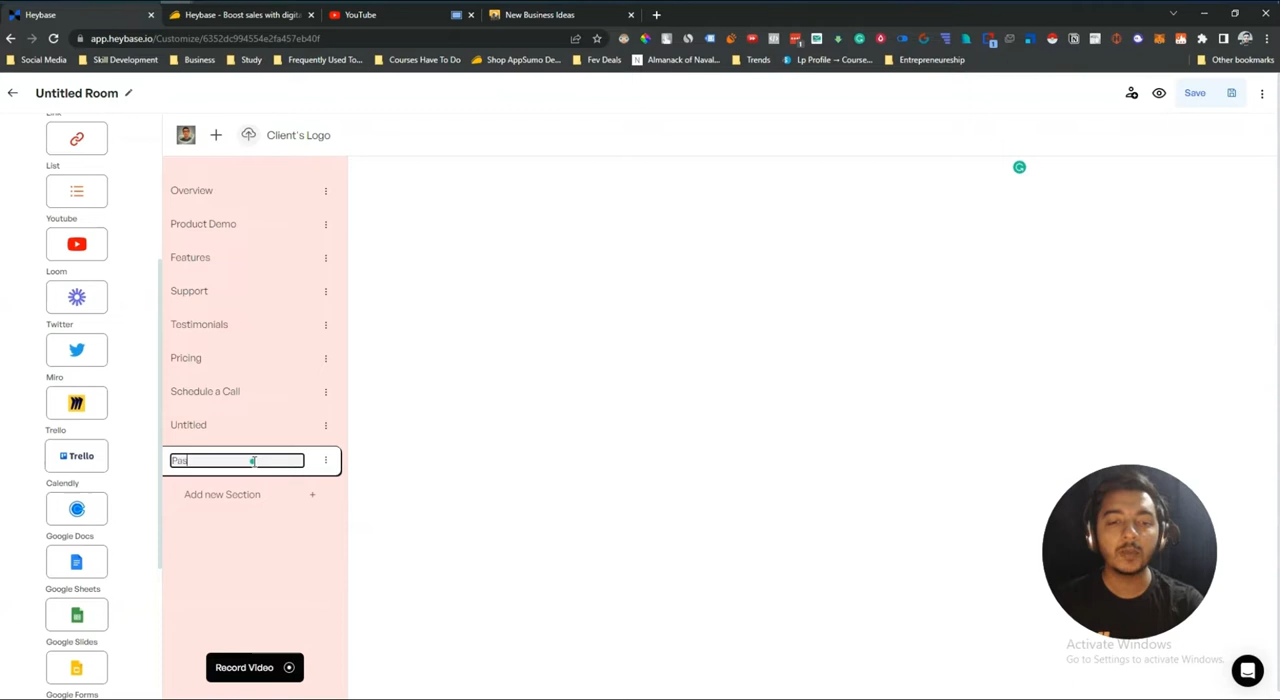 Heybase
Heybase - Boost sales with digita
YouTube
New Business Ideas
app.heybase.io/Customize/6352dc994554e2fa457eb40f
Social Media
Skill Development
Business
Study
Frequently Used To...
Courses Have To Do
Shop AppSumo De...
Fev Deals
Almanack of Naval...
Trends
Lp Profile → Course...
Entrepreneurship
Other bookmarks
Untitled Room
Save
Client's Logo
Link
List
Youtube
Loom
Twitter
Miro
Trello
Trello
Calendly
Google Docs
Google Sheets
Google Slides
Google Forms
Overview
Product Demo
Features
Support
Testimonials
Pricing
Schedule a Call
Untitled
Pas
Add new Section +
Record Video
Activate Windows
Go to Settings to activate Windows.